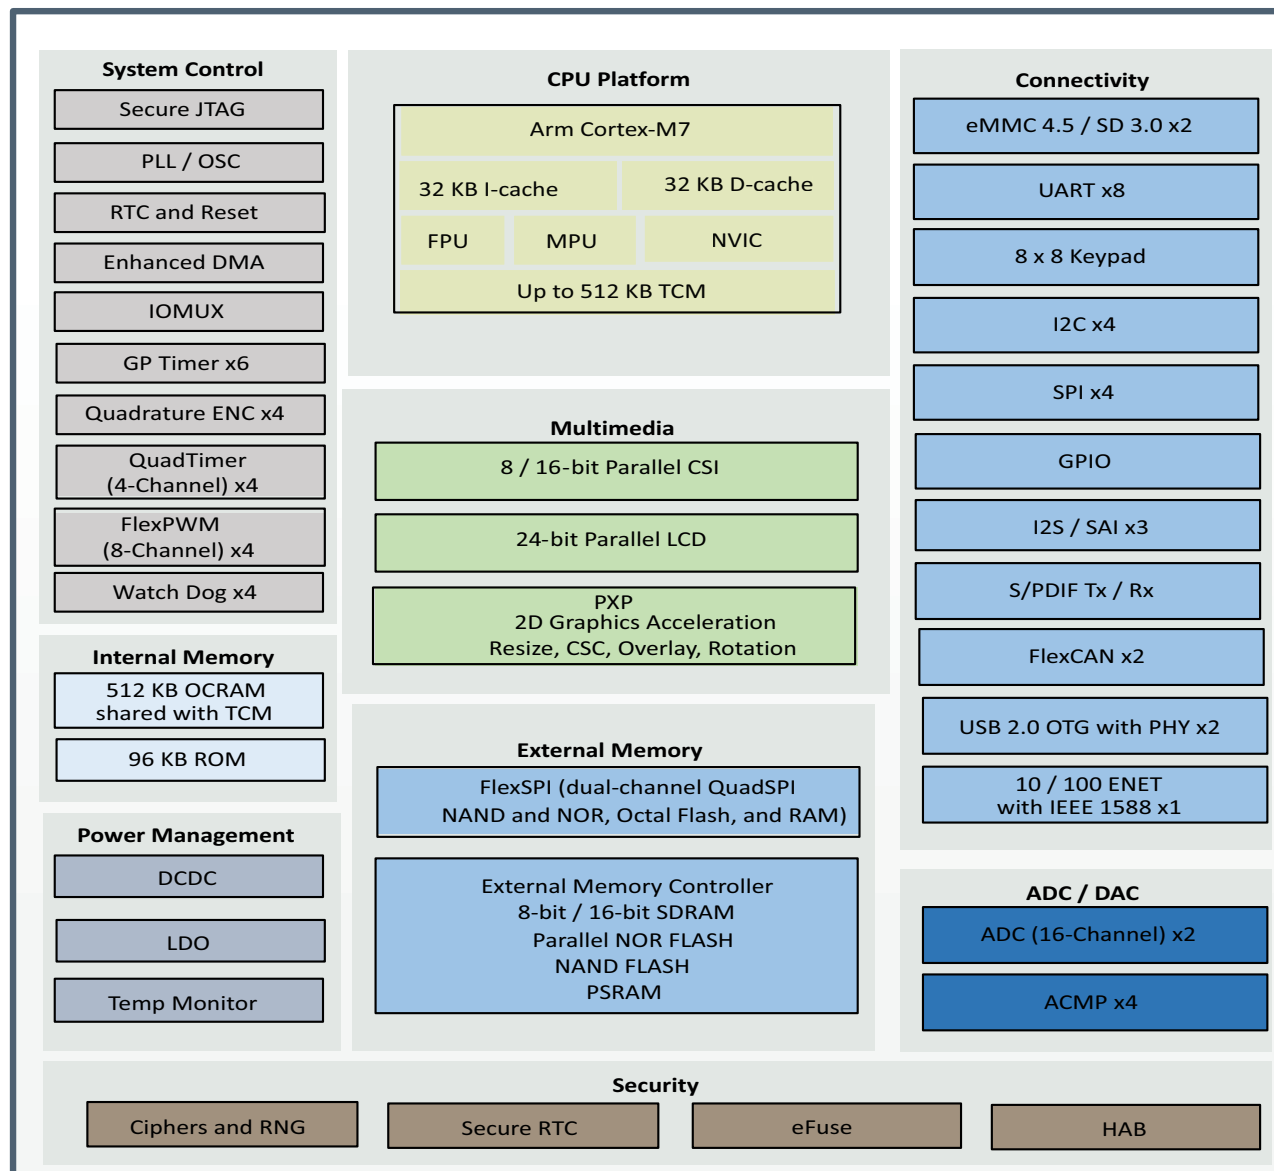 System Control
Secure JTAG
PLL / OSC
RTC and Reset
Enhanced DMA
IOMUX
GP Timer x6
Quadrature ENC x4
QuadTimer
(4-Channel) x4
FlexPWM
(8-Channel) x4
Watch Dog x4
Internal Memory
512 KB OCRAM
shared with TCM
96 KB ROM
Power Management
DCDC
LDO
Temp Monitor
CPU Platform
Arm Cortex-M7
32 KB I-cache
32 KB D-cache
FPU
MPU
NVIC
Up to 512 KB TCM
Multimedia
8 / 16-bit Parallel CSI
24-bit Parallel LCD
PXP
2D Graphics Acceleration
Resize, CSC, Overlay, Rotation
External Memory
FlexSPI (dual-channel QuadSPI
NAND and NOR, Octal Flash, and RAM)
External Memory Controller
8-bit / 16-bit SDRAM
Parallel NOR FLASH
NAND FLASH
PSRAM
Connectivity
eMMC 4.5 / SD 3.0 x2
UART x8
8 x 8 Keypad
I2C x4
SPI x4
GPIO
I2S / SAI x3
S/PDIF Tx / Rx
FlexCAN x2
USB 2.0 OTG with PHY x2
10 / 100 ENET
with IEEE 1588 x1
ADC / DAC
ADC (16-Channel) x2
ACMP x4
Security
Ciphers and RNG
Secure RTC
eFuse
HAB